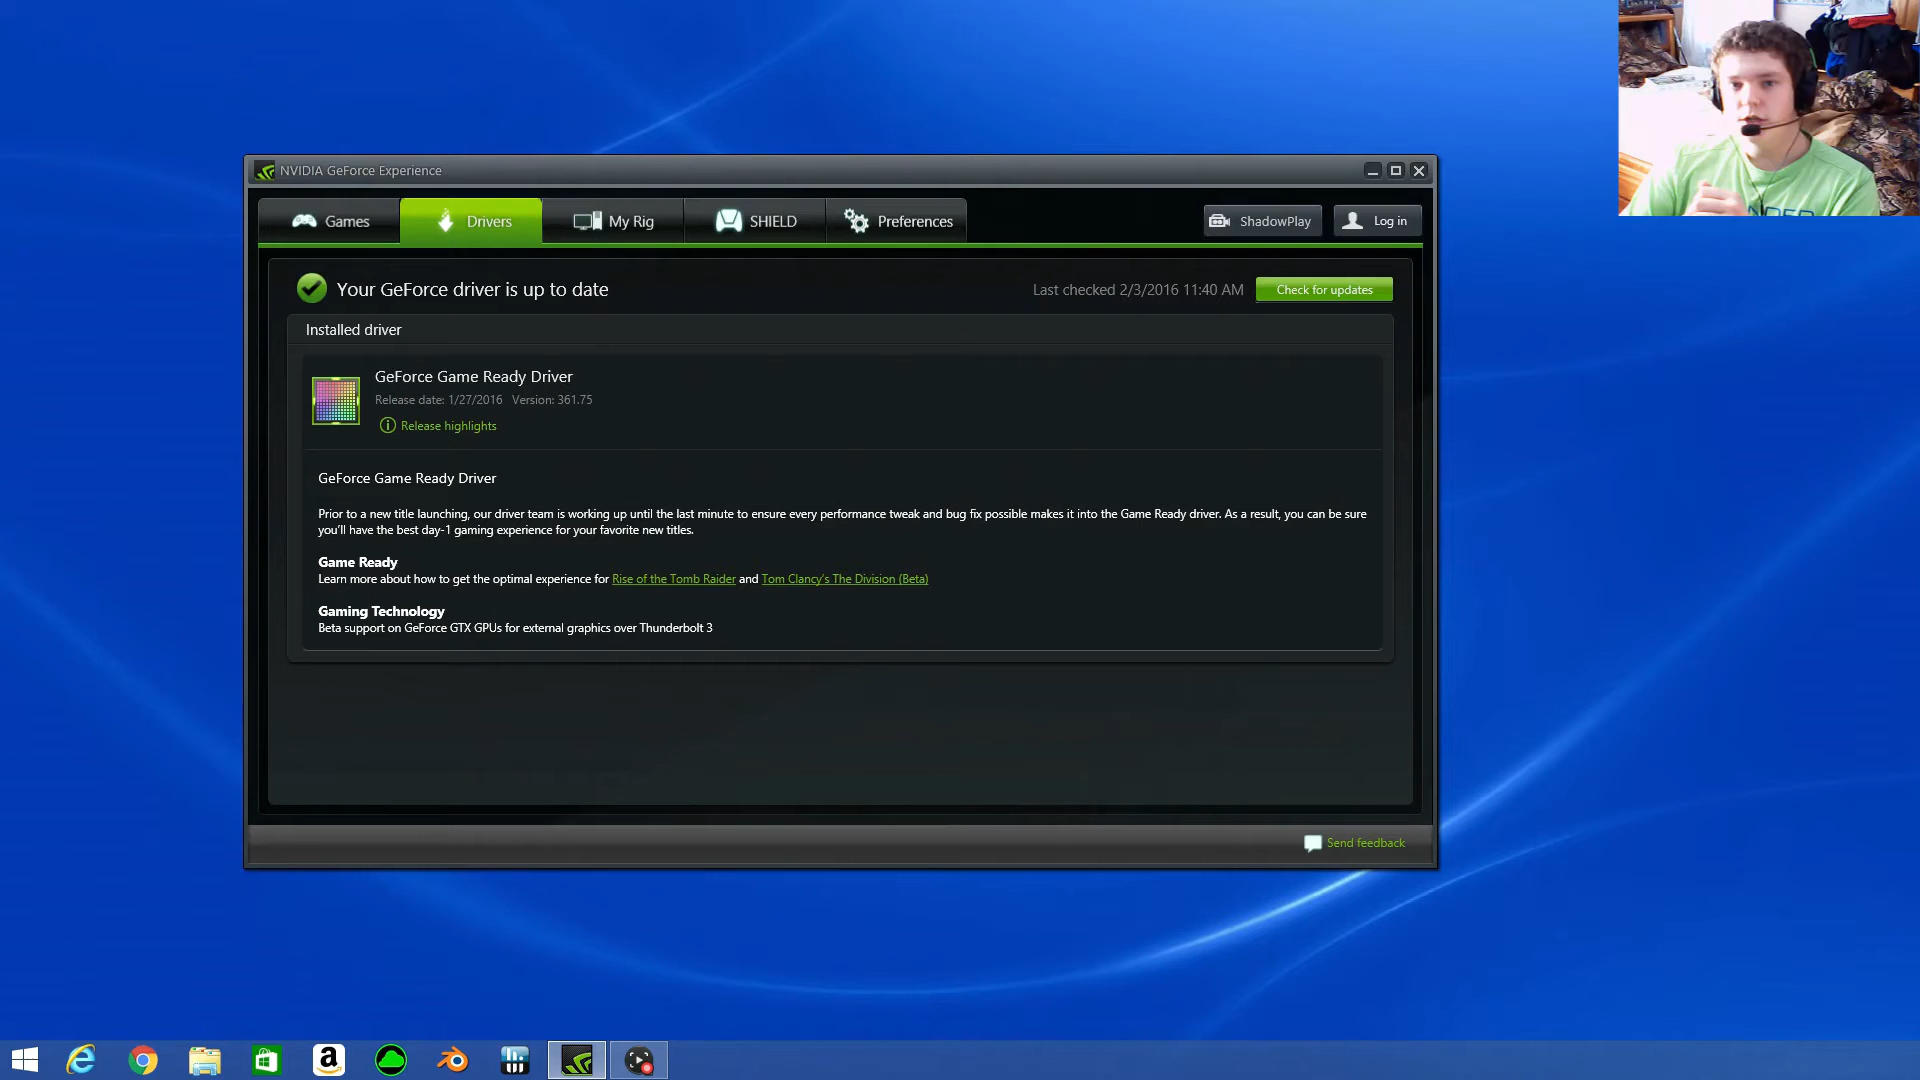 NVIDIA GeForce Experience
Games
Drivers
My Rig
SHIELD
Preferences
ShadowPlay
Log in
Your GeForce driver is up to date
Last checked 2/3/2016 11:40 AM
Check for updates
Installed driver
GeForce Game Ready Driver
Release date: 1/27/2016 Version: 361.75
Release highlights
GeForce Game Ready Driver
Prior to a new title launching, our driver team is working up until the last minute to ensure every performance tweak and bug fix possible makes it into the Game Ready driver. As a result, you can be sure
you'll have the best day-1 gaming experience for your favorite new titles.
Game Ready
Learn more about how to get the optimal experience for Rise of the Tomb Raider and Tom Clancy's The Division (Beta)
Gaming Technology
Beta support on GeForce GTX GPUs for external graphics over Thunderbolt 3
Send feedback